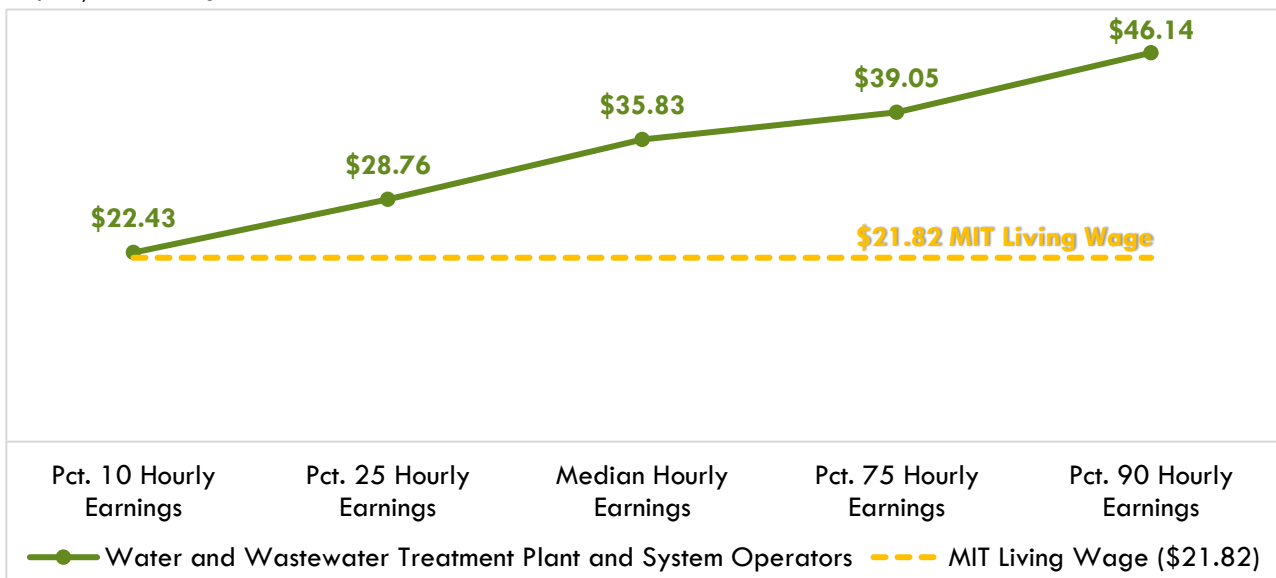 $46.14
$39.05
$35.83
$28.76
$22.43
$21.82 MIT Living Wage
Pct. 10 Hourly Earnings
Pct. 25 Hourly Earnings
Median Hourly Earnings
Pct. 75 Hourly Earnings
Pct. 90 Hourly Earnings
Water and Wastewater Treatment Plant and System Operators
MIT Living Wage ($21.82)